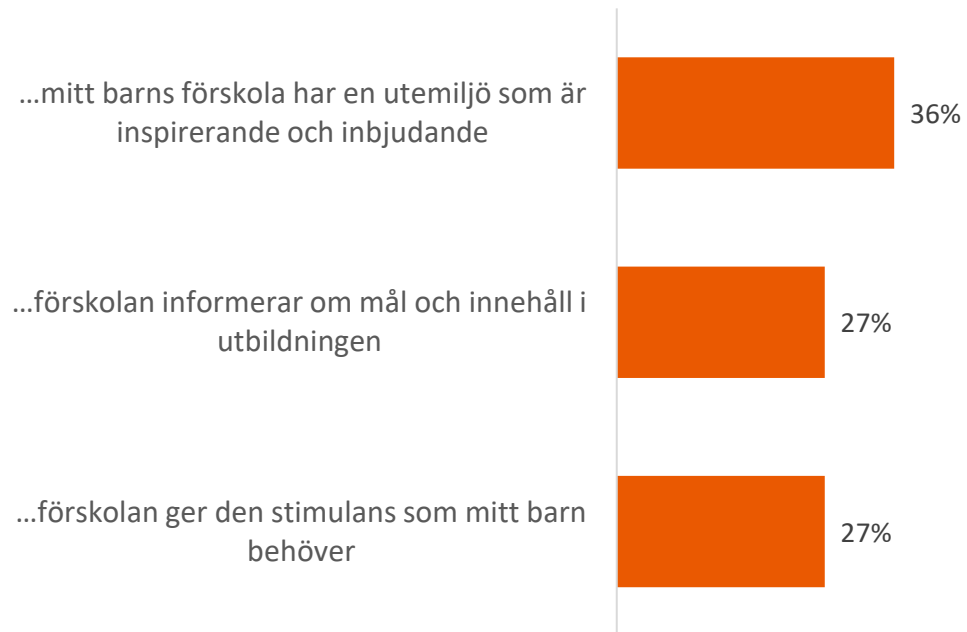 ...mitt barns förskola har en utemiljö som är
inspirerande och inbjudande
36%
...förskolan informerar om mål och innehåll i
utbildningen
27%
...förskolan ger den stimulans som mitt barn
behöver
27%